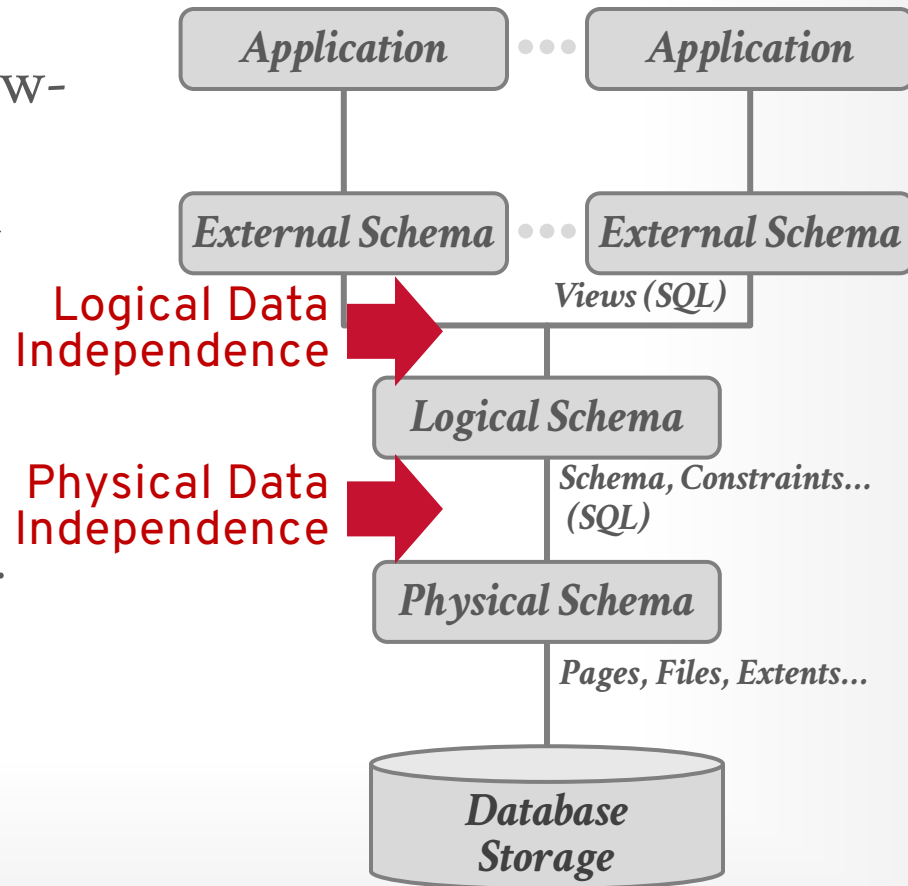 Application
Application
w-
External Schema
External Schema
Views (SQL)
Logical Data
Independence
Logical Schema
Schema, Constraints...
(SQL)
Physical Data
Independence
.
Physical Schema
Pages, Files, Extents...
Database
Storage